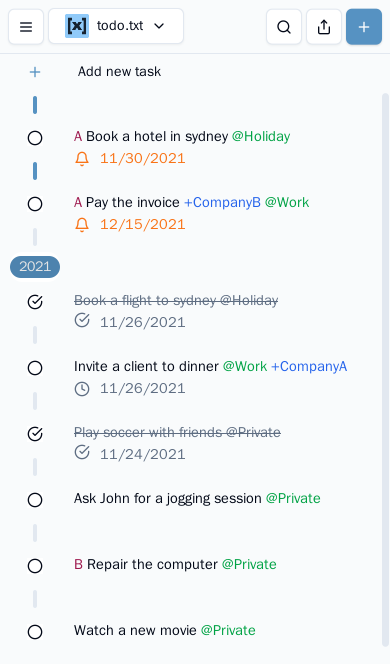 [x] todo.txt
Add new task
A Book a hotel in sydney @Holiday
11/30/2021
A Pay the invoice +CompanyB @Work
12/15/2021
2021
Book a flight to sydney @Holiday
11/26/2021
Invite a client to dinner @Work +CompanyA
11/26/2021
Play soccer with friends @Private
11/24/2021
Ask John for a jogging session @Private
B Repair the computer @Private
Watch a new movie @Private